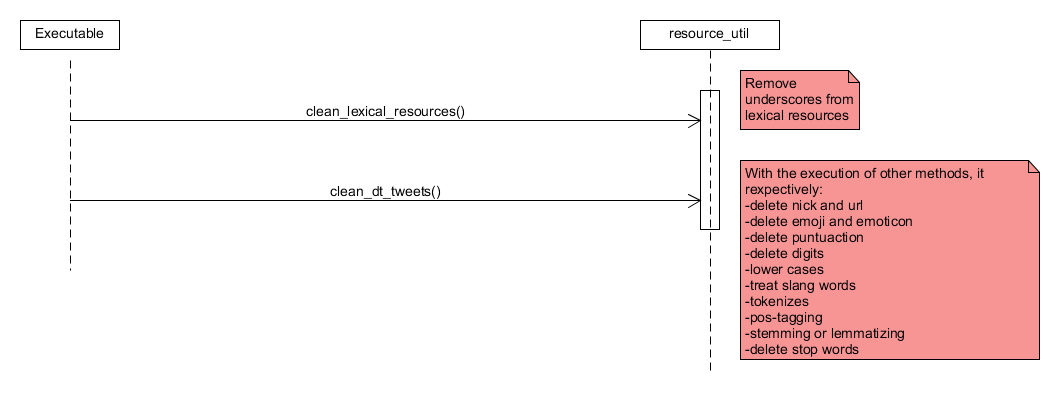 Executable
resource_util
Remove
underscores from
lexical resources
clean_lexical_resources()
clean_dt_tweets()
With the execution of other methods, it
rexpectively:
-delete nick and url
-delete emoji and emoticon
-delete puntuaction
-delete digits
-lower cases
-treat slang words
-tokenizes
-pos-tagging
-stemming or lemmatizing
-delete stop words